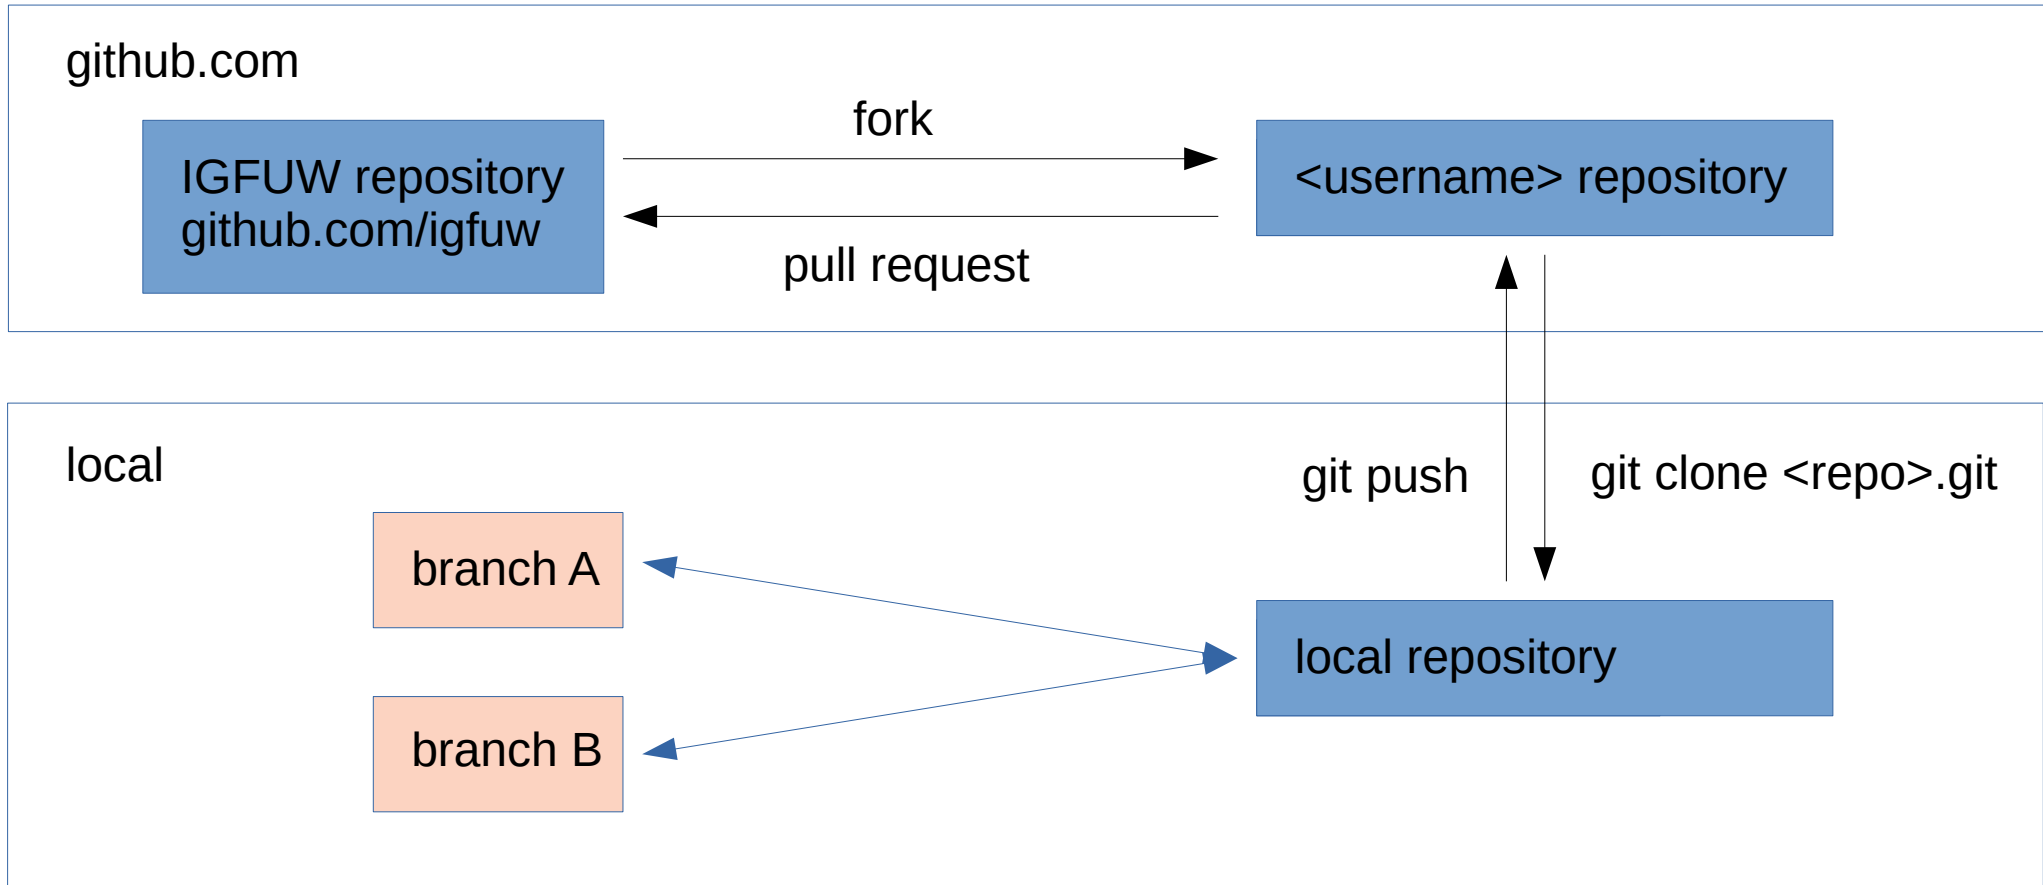 github.com
fork
IGFUW repository
github.com/igfuw
<username> repository
pull request
local
git push
git clone <repo>.git
branch A
local repository
branch B